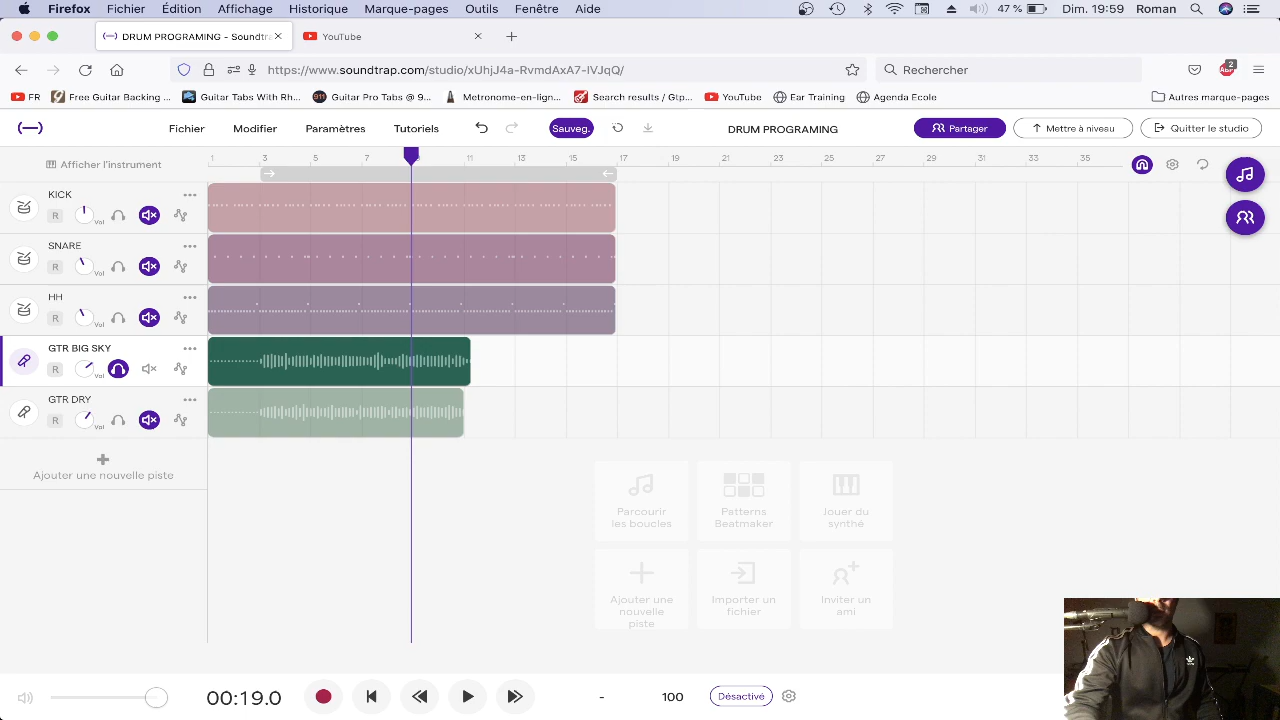 Firefox Fichier Édition Affichage Historique Marque-pages Outils Fenêtre Aide 47 % Dim. 19:59 Roman
DRUM PROGRAMING - Soundtra
YouTube
https://www.soundtrap.com/studio/xUhjJ4a-RvmdAxA7-IVJqQ/
Rechercher
2
FR Free Guitar Backing... Guitar Tabs With Rh... Guitar Pro Tabs @ 9... Metronome-en-lign... Search results / Gtp... YouTube Ear Training Agenda Ecole Autres marque-pages
Fichier Modifier Paramètres Tutoriels Sauveg. DRUM PROGRAMING Partager Mettre à niveau Quitter le studio
Afficher l'instrument
1 3 5 7 11 13 15 17 19 21 23 25 27 29 31 33 35
KICK
R Vol
SNARE
R Vol
HH
R Vol
GTR BIG SKY
R Vol
GTR DRY
R Vol
Ajouter une nouvelle piste
Parcourir
les boucles
Patterns
Beatmaker
Jouer du
synthé
Ajouter une
nouvelle
piste
Importer un
fichier
Inviter un
ami
00:19.0 - 100 Désactivé